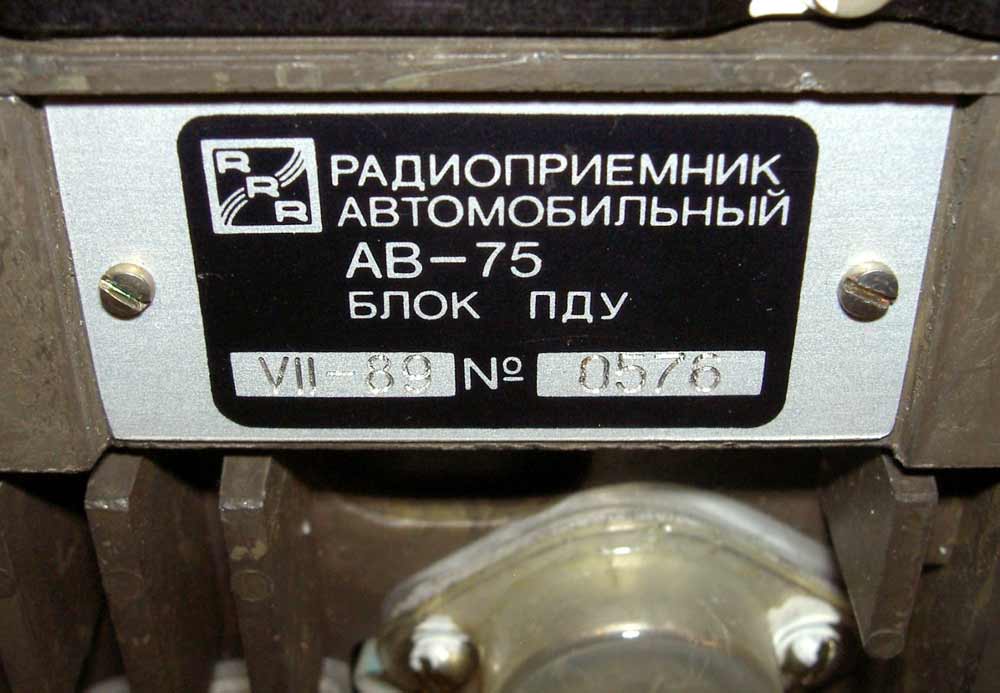 RRR
РАДИОПРИЕМНИК
АВТОМОБИЛЬНЫЙ
АВ–75
БЛОК ПДУ
VII-89 № 0576